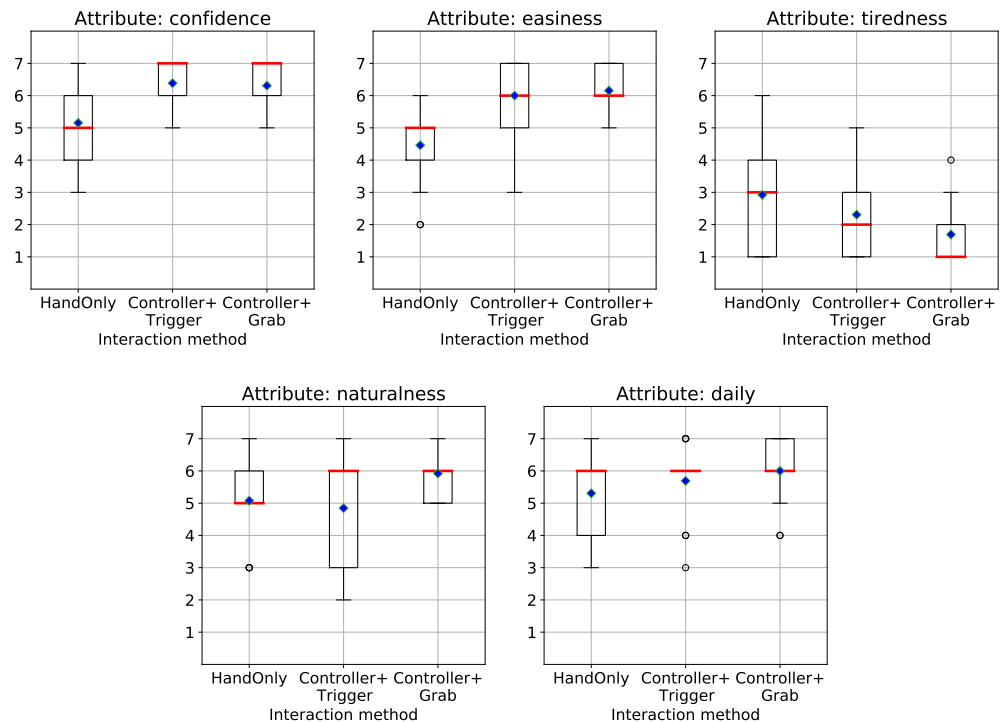 Attribute: confidence
7
6
5
4
3
2
1
HandOnly Controller+ Controller+
Trigger Grab
Interaction method
Attribute: easiness
7
6
5
4
3
2
1
HandOnly Controller+ Controller+
Trigger Grab
Interaction method
Attribute: tiredness
7
6
5
4
3
2
1
HandOnly Controller+ Controller+
Trigger Grab
Interaction method
Attribute: naturalness
7
6
5
4
3
2
1
HandOnly Controller+ Controller+
Trigger Grab
Interaction method
Attribute: daily
7
6
5
4
3
2
1
HandOnly Controller+ Controller+
Trigger Grab
Interaction method